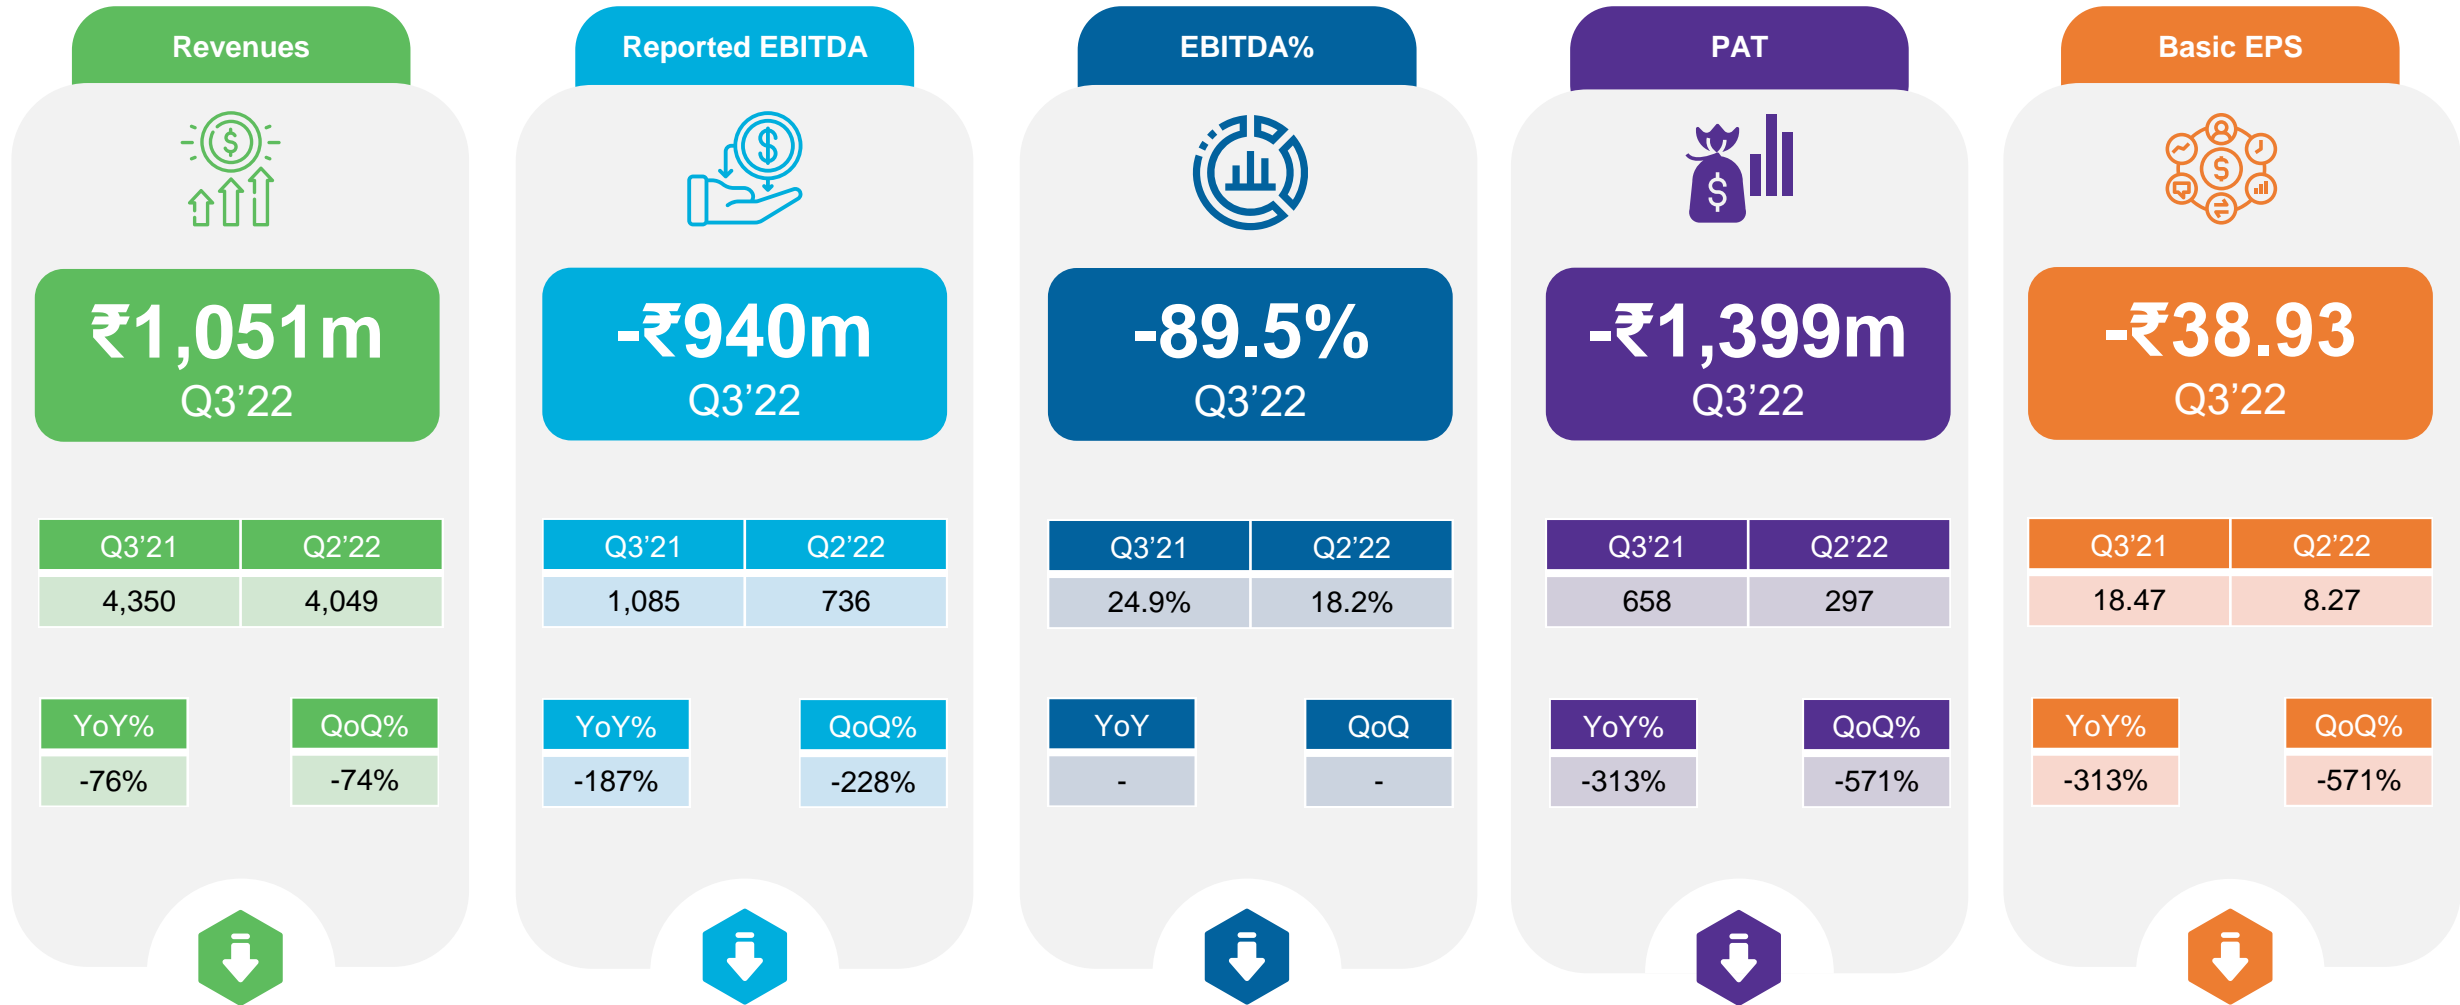 Revenues
₹1,051m
Q3’22
Q3’21 Q2’22
4,350 4,049
YoY% QoQ%
-76% -74%
Reported EBITDA
-₹940m
Q3’22
Q3’21 Q2’22
1,085 736
YoY% QoQ%
-187% -228%
EBITDA%
-89.5%
Q3’22
Q3’21 Q2’22
24.9% 18.2%
YoY QoQ
- -
PAT
-₹1,399m
Q3’22
Q3’21 Q2’22
658 297
YoY% QoQ%
-313% -571%
Basic EPS
-₹38.93
Q3’22
Q3’21 Q2’22
18.47 8.27
YoY% QoQ%
-313% -571%